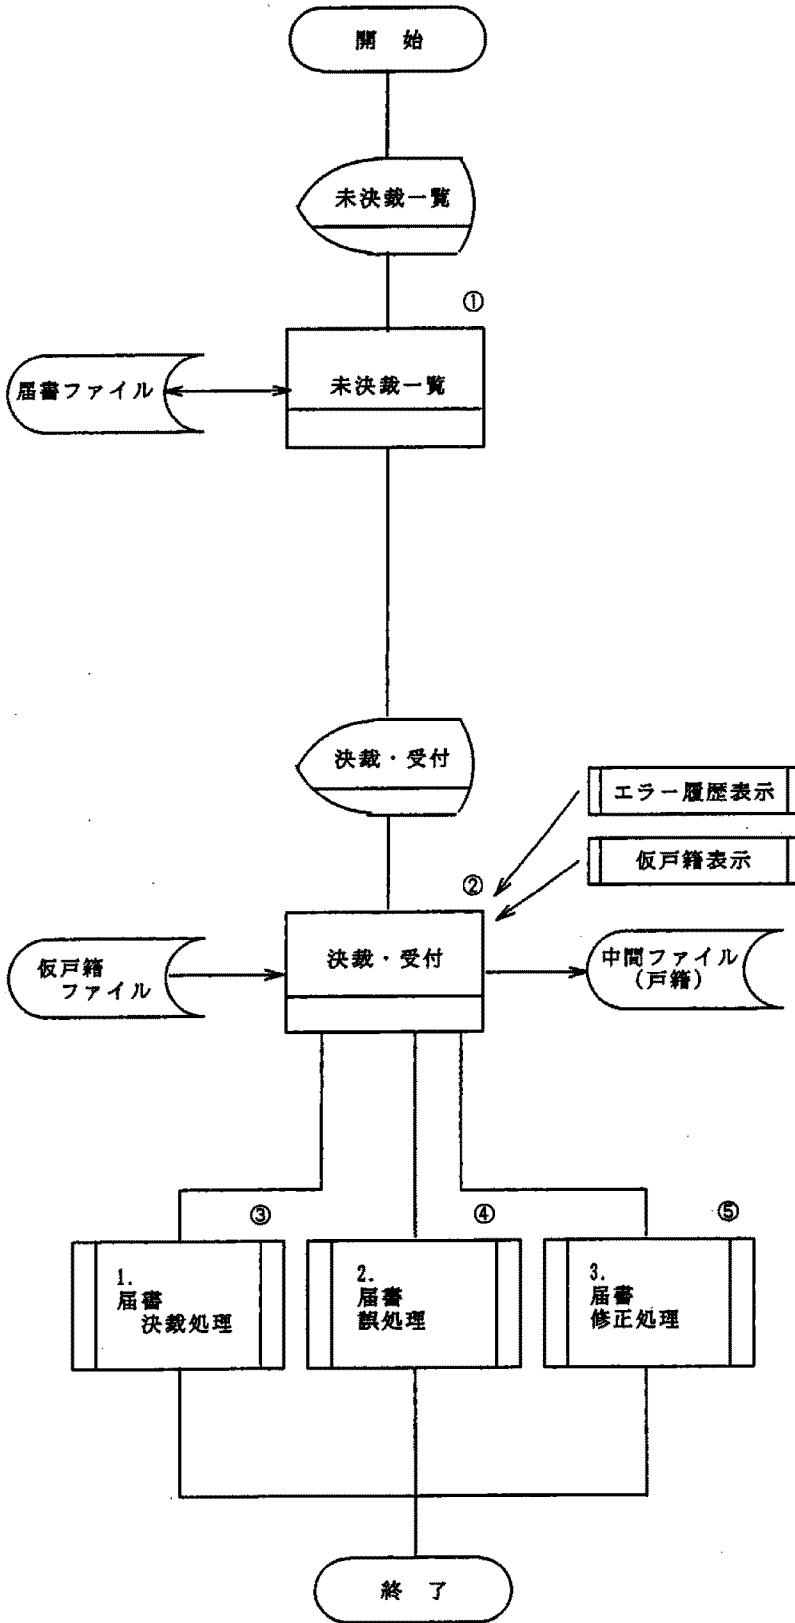 開 始
未決裁一覧
①
未決裁一覧
届書ファイル
決裁・受付
エラー履歴表示
仮戸籍表示
②
決裁・受付
仮戸籍
ファイル
中間ファイル
(戸籍)
③
④
⑤
1.
届書
決裁処理
2.
届書
誤処理
3.
届書
修正処理
終 了